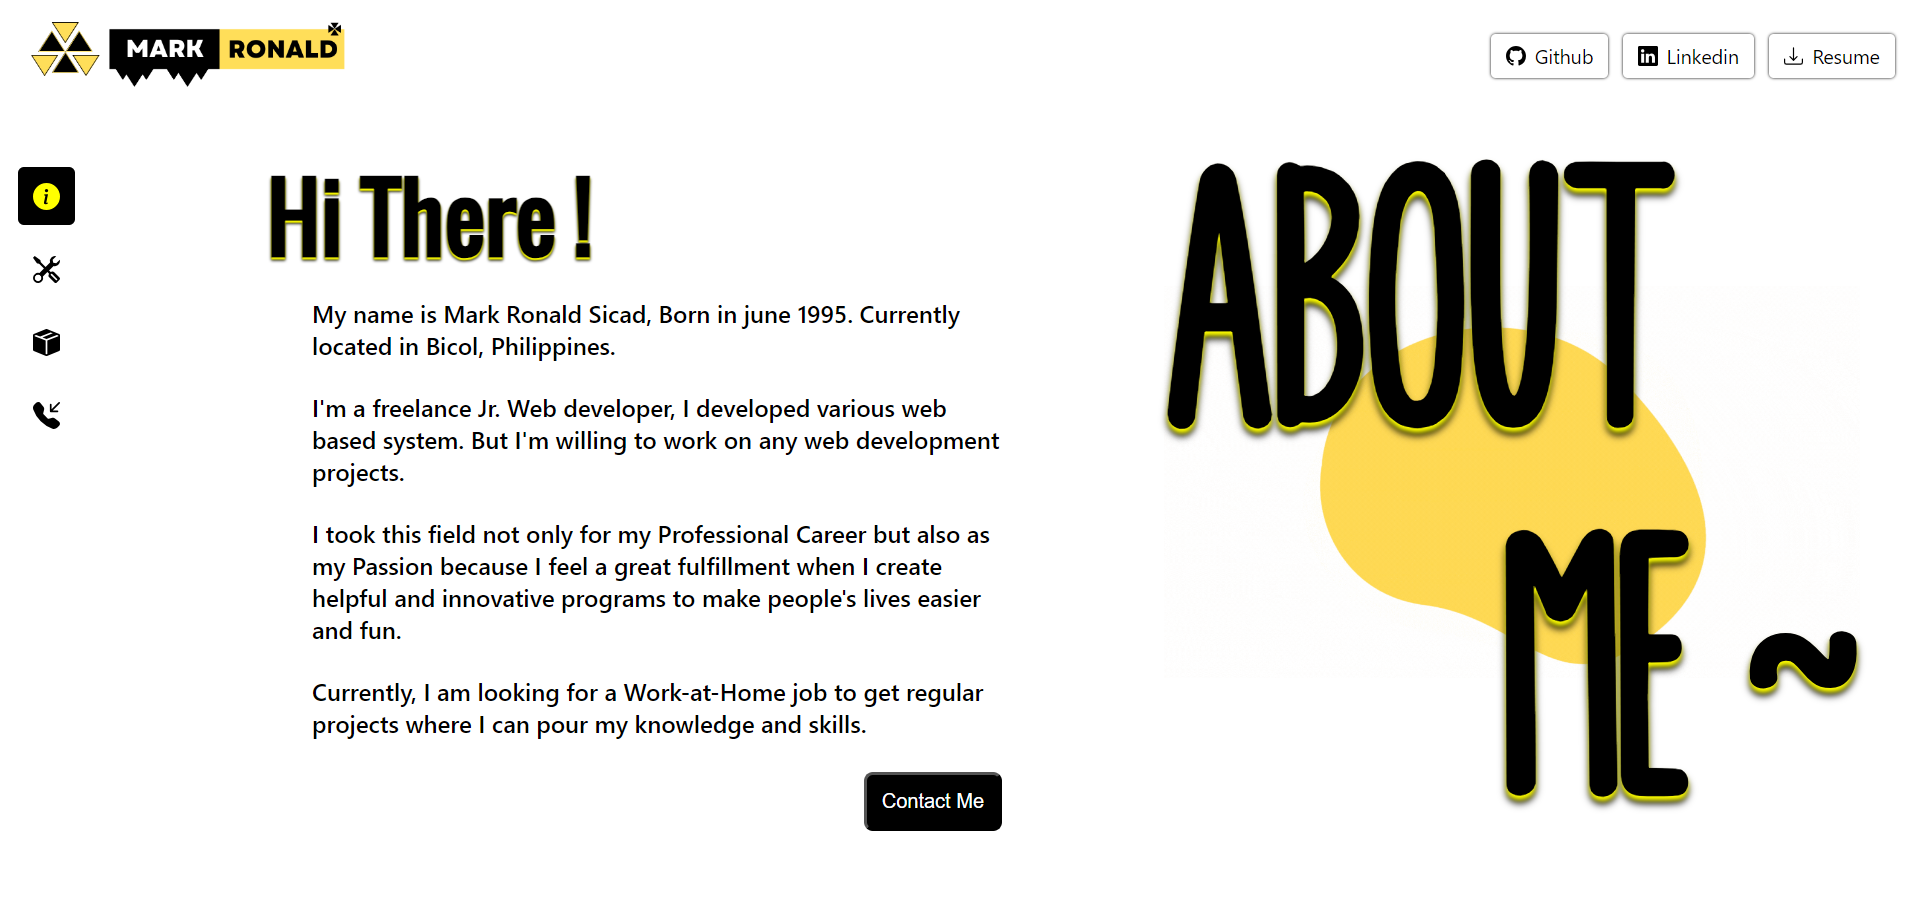 MARK RONALD
Github
Linkedin
Resume
Hi There !
My name is Mark Ronald Sicad, Born in june 1995. Currently
located in Bicol, Philippines.
I'm a freelance Jr. Web developer, I developed various web
based system. But I'm willing to work on any web development
projects.
I took this field not only for my Professional Career but also as
my Passion because I feel a great fulfillment when I create
helpful and innovative programs to make people's lives easier
and fun.
Currently, I am looking for a Work-at-Home job to get regular
projects where I can pour my knowledge and skills.
Contact Me
ABOUT
ME ~